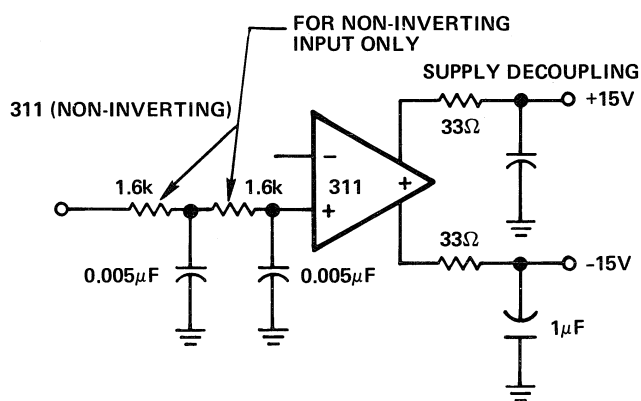 FOR NON-INVERTING
INPUT ONLY
SUPPLY DECOUPLING
311 (NON-INVERTING)
+15V
33Ω
1.6k
1.6k
−
311
+
+
33Ω
−15V
0.005μF
0.005μF
1μF